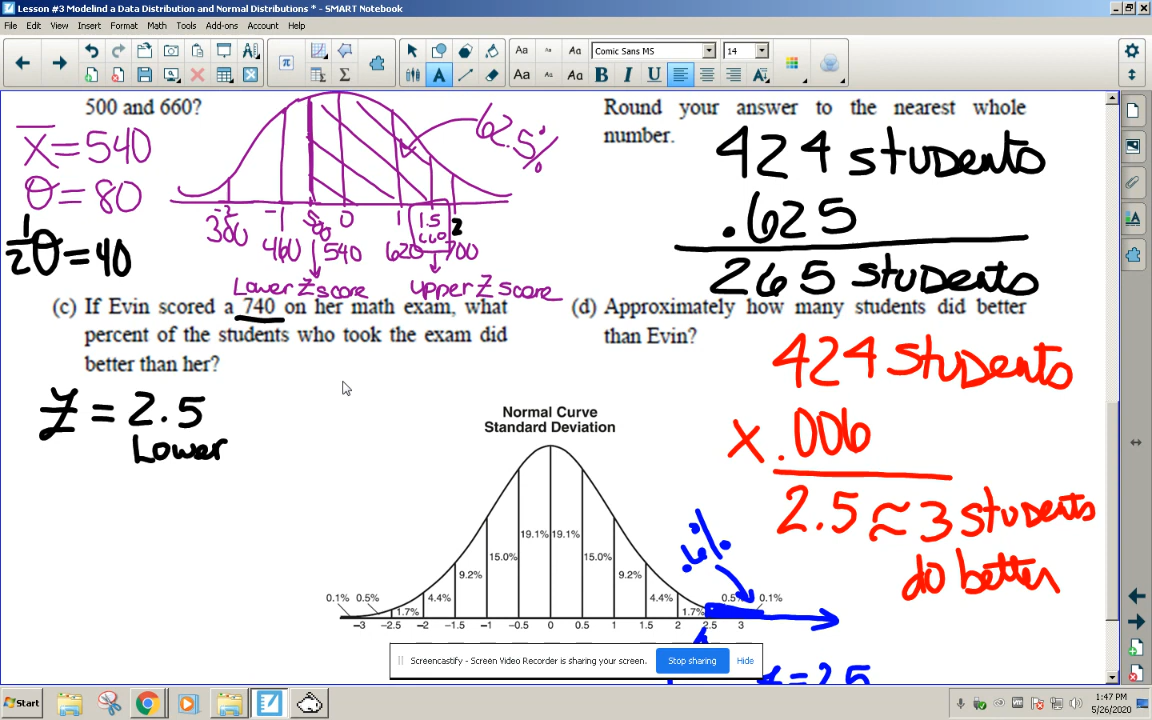 Lesson #3 Modelind a Data Distribution and Normal Distributions * - SMART Notebook
File Edit View Insert Format Math Tools Add-ons Account Help
Comic Sans MS 14
500 and 660?
x̄ = 540
θ = 80
1/2 θ = 40
62.5%
-2 -1 500 0 1 1.5 2
380 460 540 620 660 700
Lower Z score
Upper Z score
Round your answer to the nearest whole
number.
424 students
.625
265 students
(c) If Evin scored a 740 on her math exam, what
percent of the students who took the exam did
better than her?
Z = 2.5
Lower
(d) Approximately how many students did better
than Evin?
424 students
x .006
2.5 ≈ 3 students
do better
Normal Curve
Standard Deviation
19.1% 19.1%
15.0% 15.0%
9.2% 9.2%
0.1% 0.5% 1.7% 4.4% 4.4% 1.7% 0.5% 0.1%
-3 -2.5 -2 -1.5 -1 -0.5 0 0.5 1 1.5 2 2.5 3
.6%
= 2.5
Screencastify - Screen Video Recorder is sharing your screen. Stop sharing Hide
Start
1:47 PM
5/26/2020